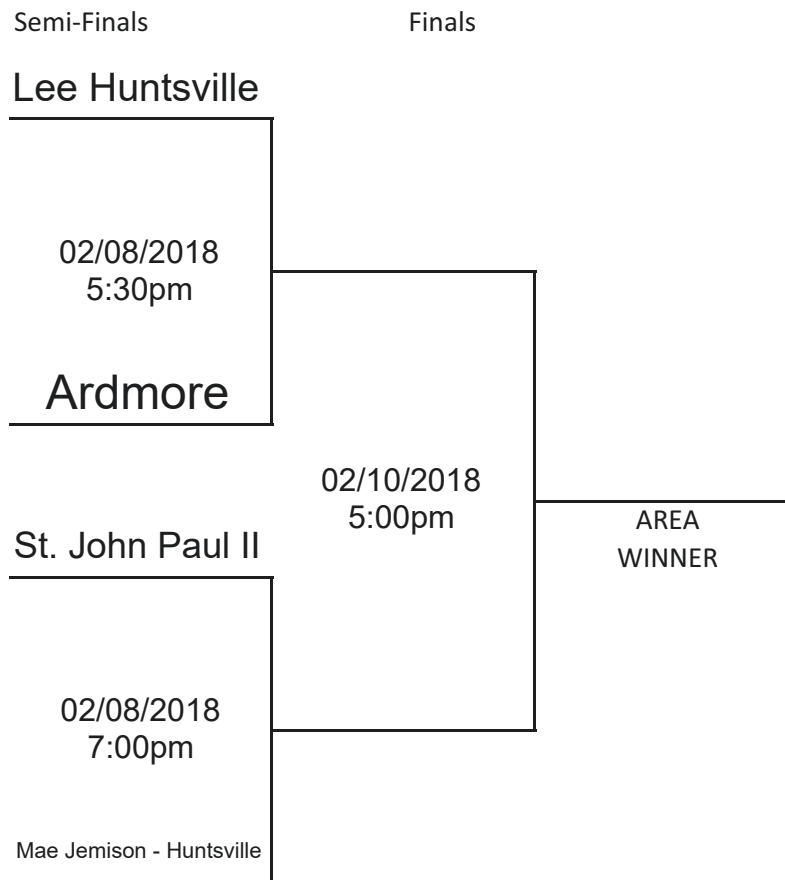 Semi-Finals
Finals
Lee Huntsville
02/08/2018
5:30pm
Ardmore
02/10/2018
5:00pm
AREA
WINNER
St. John Paul II
02/08/2018
7:00pm
Mae Jemison - Huntsville